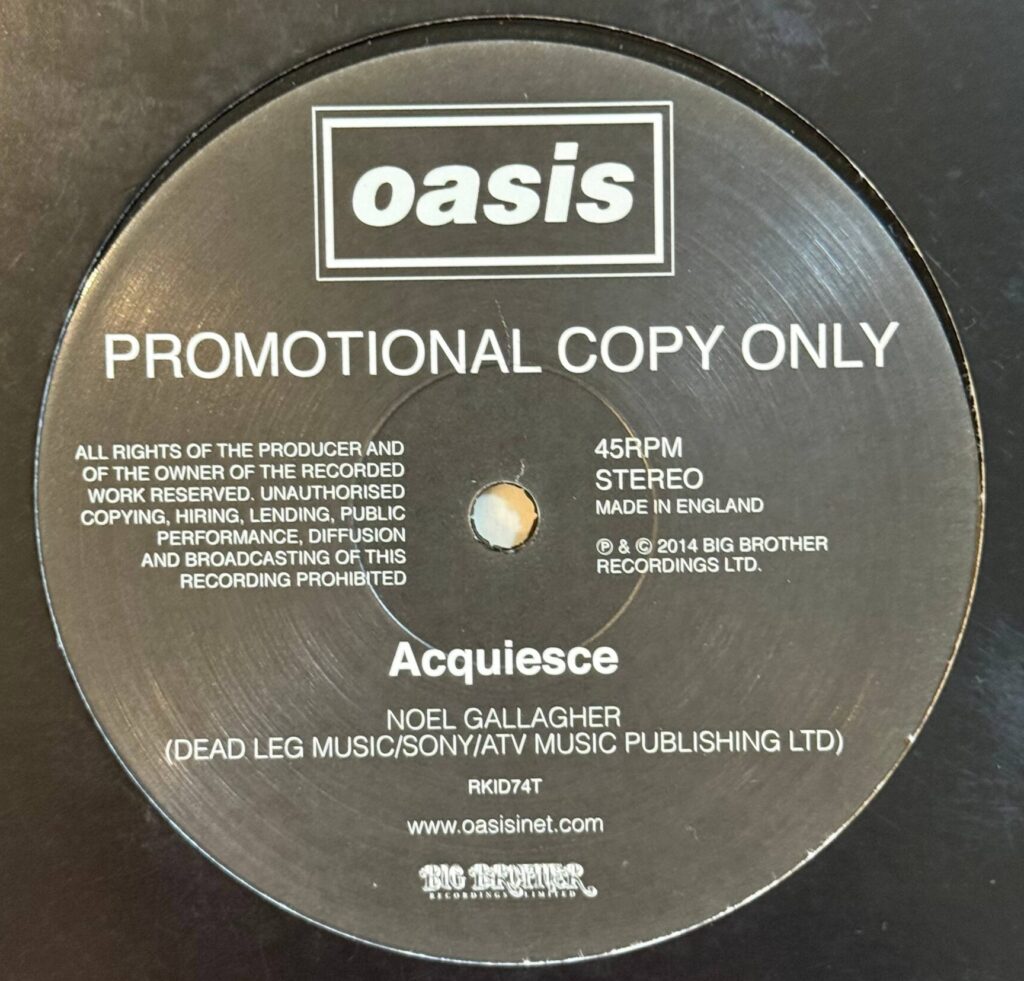 oasis
PROMOTIONAL COPY ONLY
ALL RIGHTS OF THE PRODUCER AND
OF THE OWNER OF THE RECORDED
WORK RESERVED. UNAUTHORISED
COPYING, HIRING, LENDING, PUBLIC
PERFORMANCE, DIFFUSION
AND BROADCASTING OF THIS
RECORDING PROHIBITED
45RPM
STEREO
MADE IN ENGLAND
℗ & © 2014 BIG BROTHER
RECORDINGS LTD.
Acquiesce
NOEL GALLAGHER
(DEAD LEG MUSIC/SONY/ATV MUSIC PUBLISHING LTD)
RKID74T
www.oasisinet.com
BIG BROTHER
RECORDINGS LIMITED